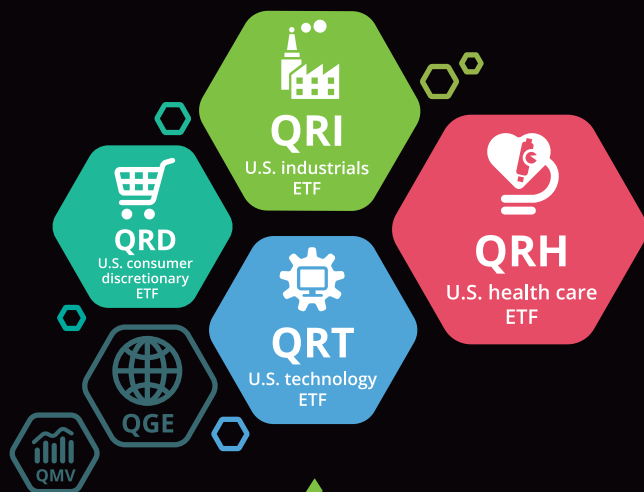 QRI
U.S. industrials
ETF
QRH
U.S. health care
ETF
QRD
U.S. consumer
discretionary
ETF
QRT
U.S. technology
ETF
QGE
QMV